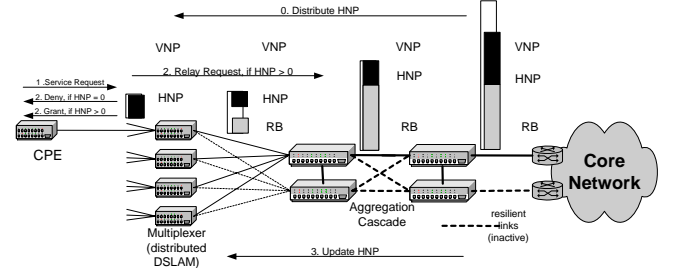 0. Distribute HNP
VNP
VNP
VNP
VNP
1 .Service Request
2. Relay Request, if HNP > 0
HNP
HNP
2. Deny, if HNP = 0
HNP
HNP
2. Grant, if HNP > 0
RB
RB
RB
CPE
Core
Network
Aggregation
Cascade
Multiplexer
(distributed
DSLAM)
resilient
links
(inactive)
3. Update HNP